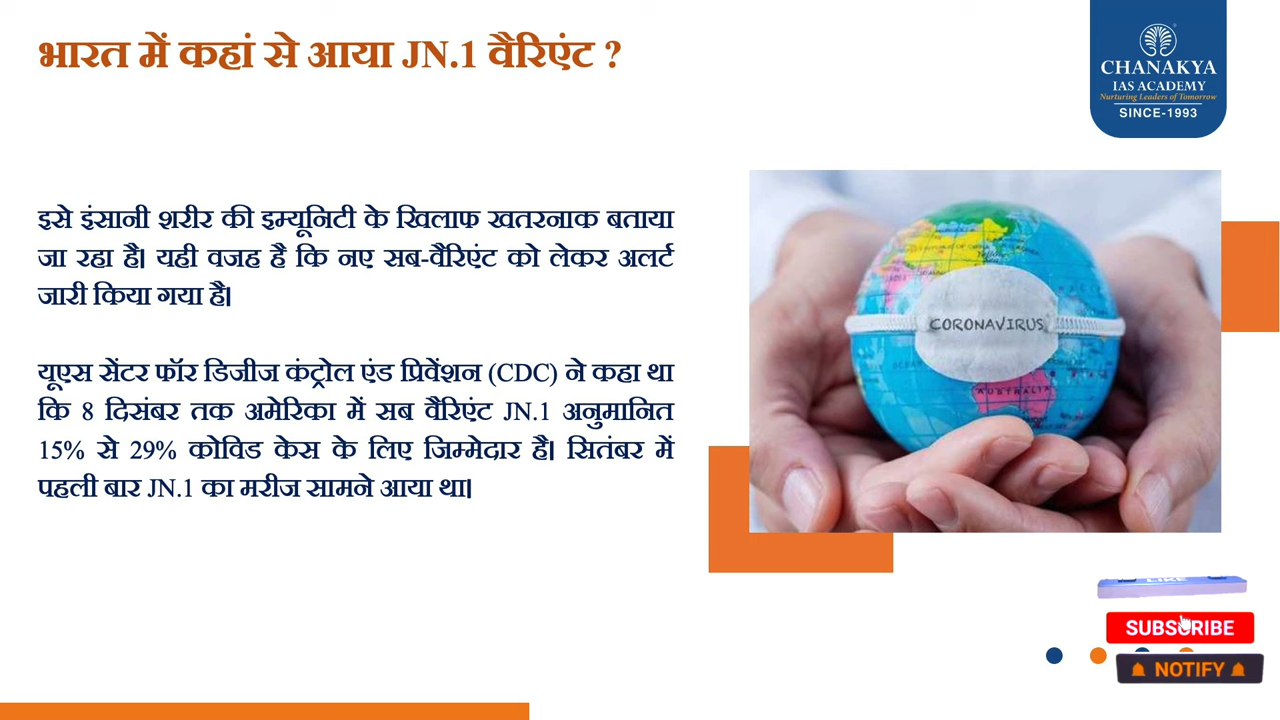 भारत में कहां से आया JN.1 वैरिएंट ?
CHANAKYA
IAS ACADEMY
Nurturing Leaders of Tomorrow
SINCE-1993
इसे इंसानी शरीर की इम्यूनिटी के खिलाफ खतरनाक बताया
जा रहा है। यही वजह है कि नए सब-वैरिएंट को लेकर अलर्ट
जारी किया गया है।
यूएस सेंटर फॉर डिजीज कंट्रोल एंड प्रिवेंशन (CDC) ने कहा था
कि 8 दिसंबर तक अमेरिका में सब वैरिएंट JN.1 अनुमानित
15% से 29% कोविड केस के लिए जिम्मेदार है। सितंबर में
पहली बार JN.1 का मरीज सामने आया था।
CORONAVIRUS
AUSTRALIA
LIKE
SUBSCRIBE
NOTIFY